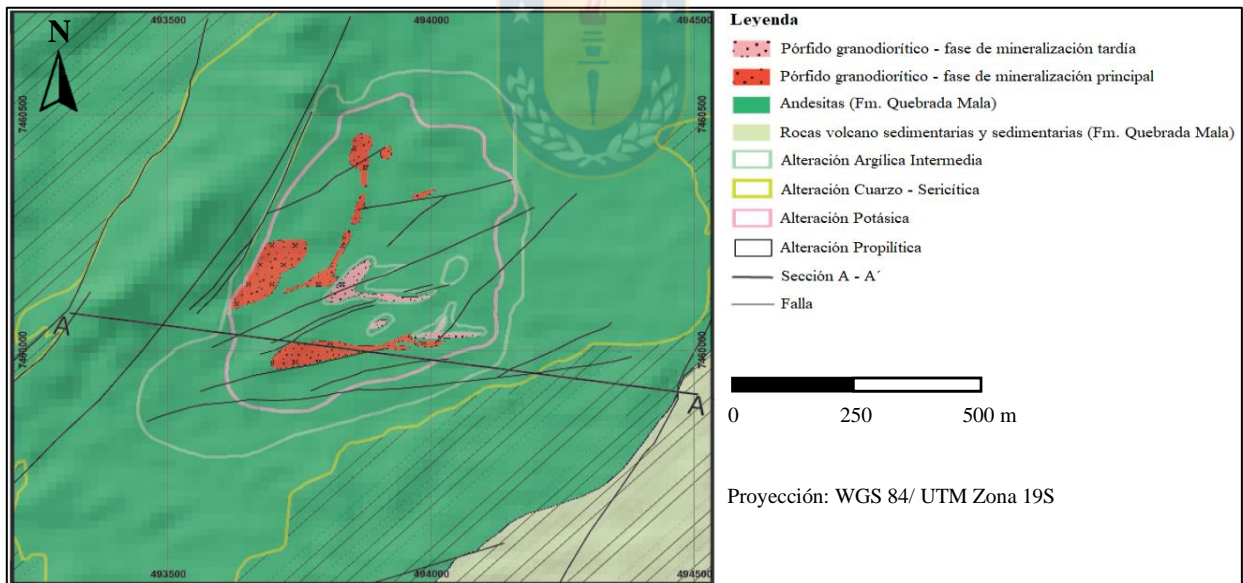 493500
494000
494500
N
7460500
7460500
A
A
7460000
7460000
493500
494000
494500
Leyenda
Pórfido granodiorítico - fase de mineralización tardía
Pórfido granodiorítico - fase de mineralización principal
Andesitas (Fm. Quebrada Mala)
Rocas volcano sedimentarias y sedimentarias (Fm. Quebrada Mala)
Alteración Argílica Intermedia
Alteración Cuarzo - Sericítica
Alteración Potásica
Alteración Propilítica
Sección A - A´
Falla
0 250 500 m
Proyección: WGS 84/ UTM Zona 19S